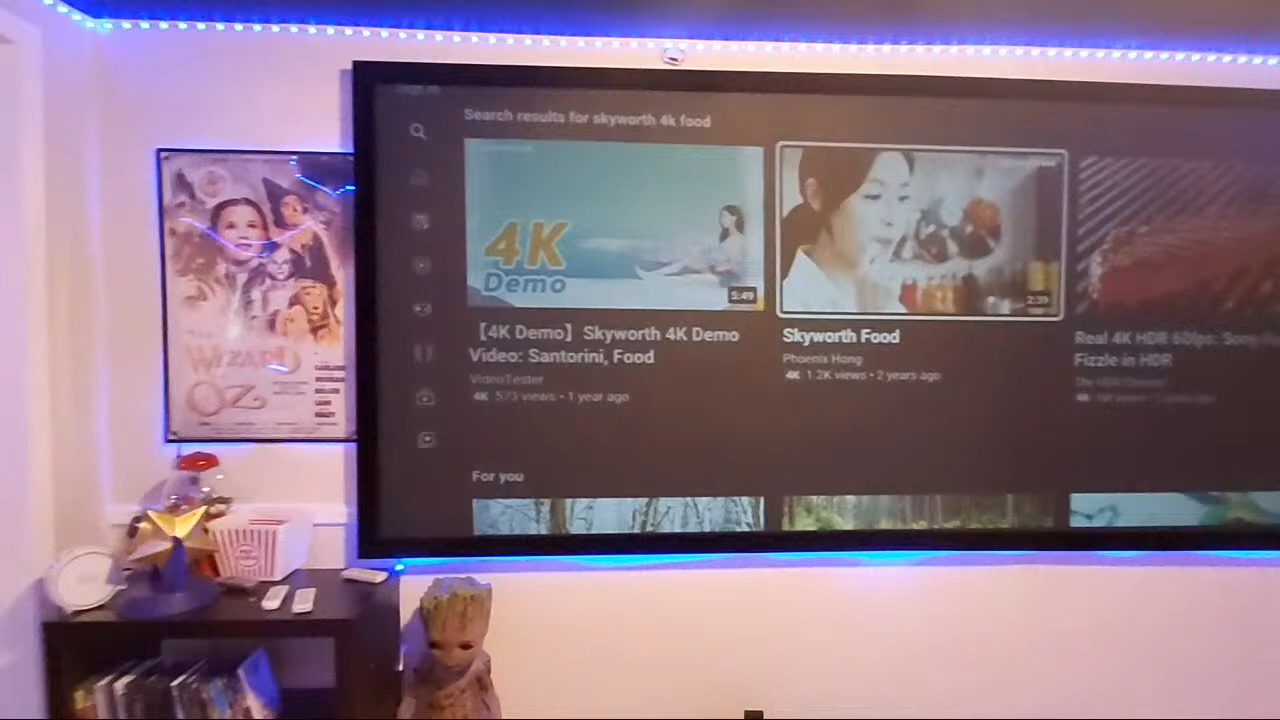 Search results for skyworth 4k food
4K
Demo
5:49
2:39
【4K Demo】 Skyworth 4K Demo
Video: Santorini, Food
VideoTester
4K 573 views • 1 year ago
Skyworth Food
Phoenix Hong
4K 1.2K views • 2 years ago
Real 4K HDR 60fps:
Fizzle in HDR
For you
WIZARD
OZ